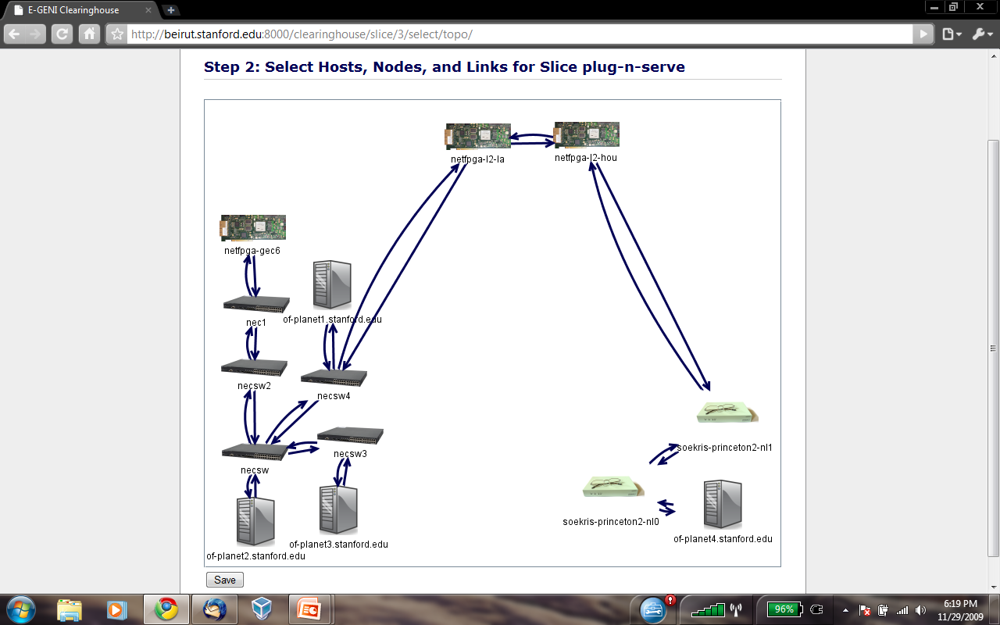 E-GENI Clearinghouse
http://beirut.stanford.edu:8000/clearinghouse/slice/3/select/topo/
Step 2: Select Hosts, Nodes, and Links for Slice plug-n-serve
netfpga-l2-la
netfpga-l2-hou
netfpga-gec6
nec1
of-planet1.stanford.edu
necsw2
necsw4
necsw3
necsw
soekris-princeton2-nl1
soekris-princeton2-nl0
of-planet3.stanford.edu
of-planet4.stanford.edu
of-planet2.stanford.edu
Save
96%
6:19 PM
11/29/2009